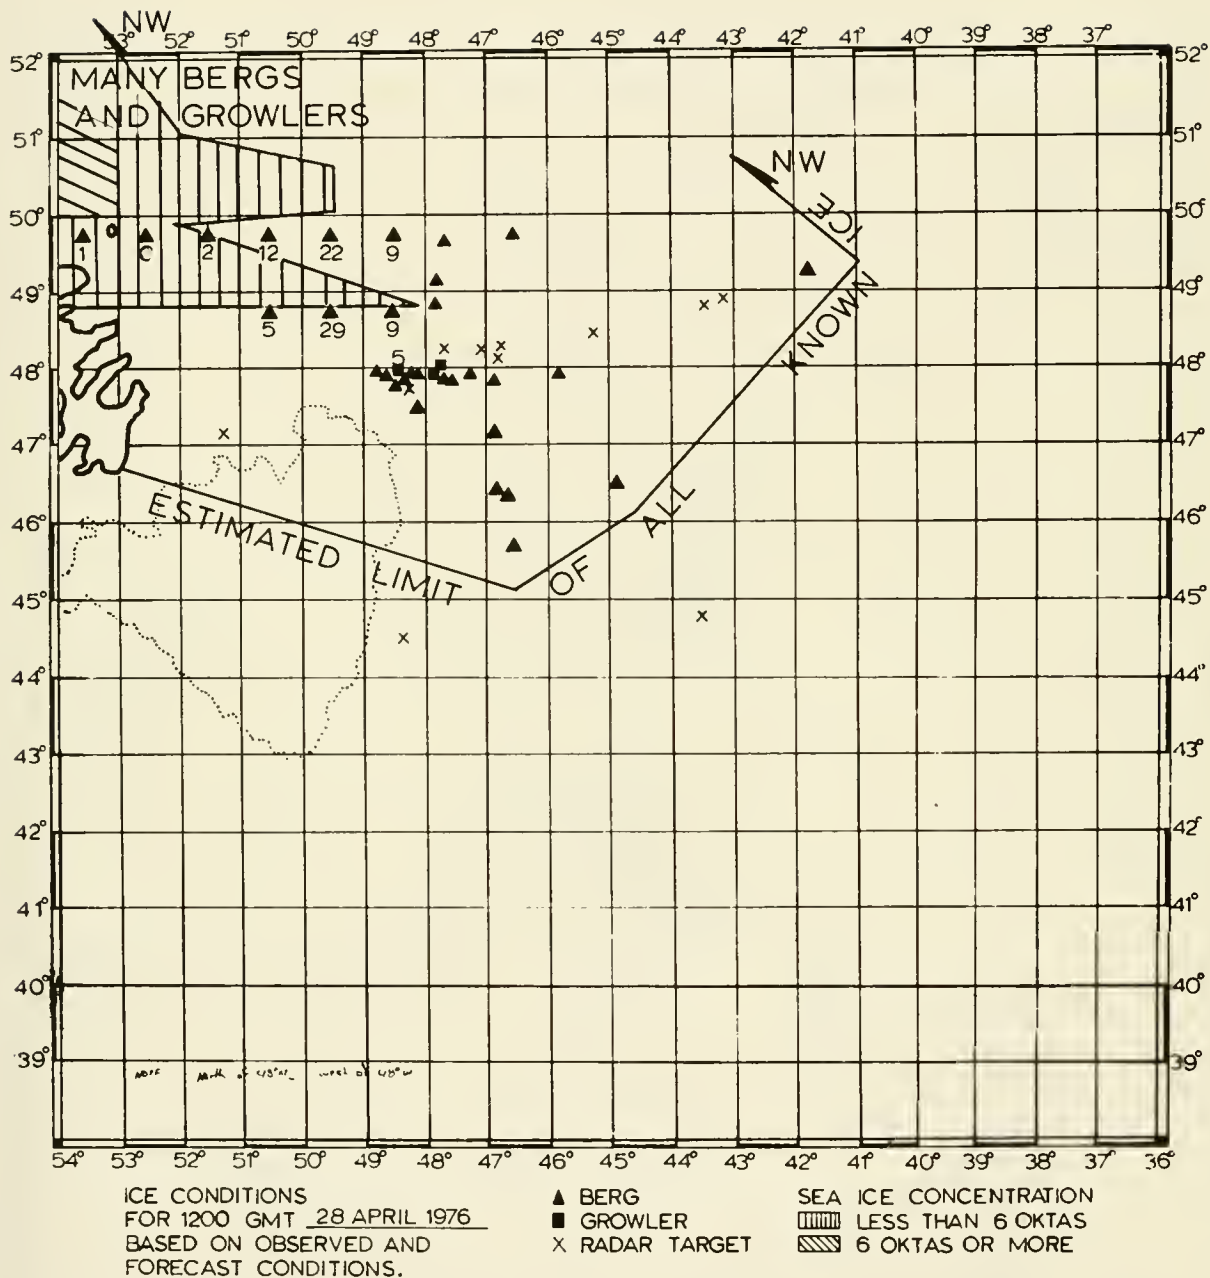 NW
53° 52° 51° 50° 49° 48° 47° 46° 45° 44° 43° 42° 41° 40° 39° 38° 37°
52° 52°
MANY BERGS
AND GROWLERS
51° 51°
NW
ICE
50° 50°
1 2 12 22 9
49° 49°
5 29 9
KNOWN
5
48° 48°
47° 47°
ALL
46° 46°
ESTIMATED LIMIT OF
45° 45°
44° 44°
43° 43°
42° 42°
41° 41°
40° 40°
39° 39°
54° 53° 52° 51° 50° 49° 48° 47° 46° 45° 44° 43° 42° 41° 40° 39° 38° 37° 36°
ICE CONDITIONS
FOR 1200 GMT 28 APRIL 1976
BASED ON OBSERVED AND
FORECAST CONDITIONS.
BERG
GROWLER
X RADAR TARGET
SEA ICE CONCENTRATION
LESS THAN 6 OKTAS
6 OKTAS OR MORE